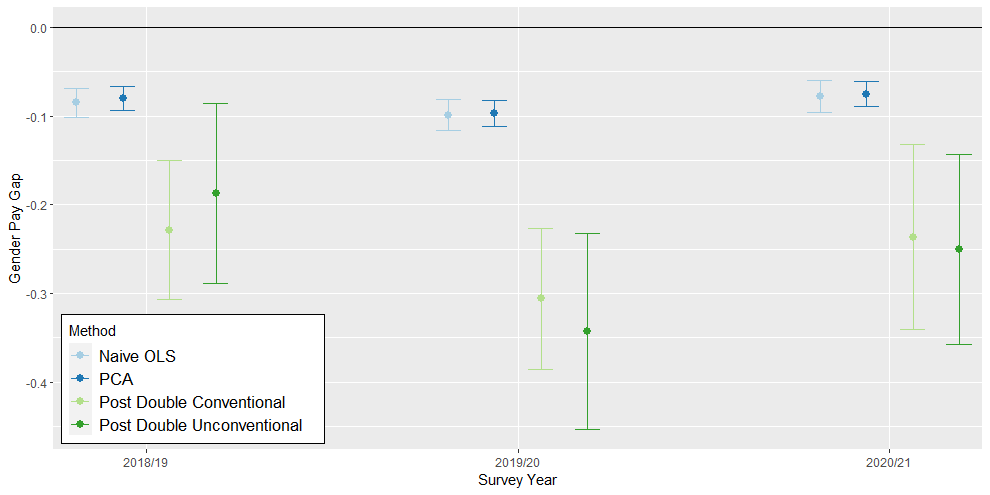 0.0
-0.1
-0.2
-0.3
-0.4
Gender Pay Gap
Method
Naive OLS
PCA
Post Double Conventional
Post Double Unconventional
2018/19
2019/20
2020/21
Survey Year